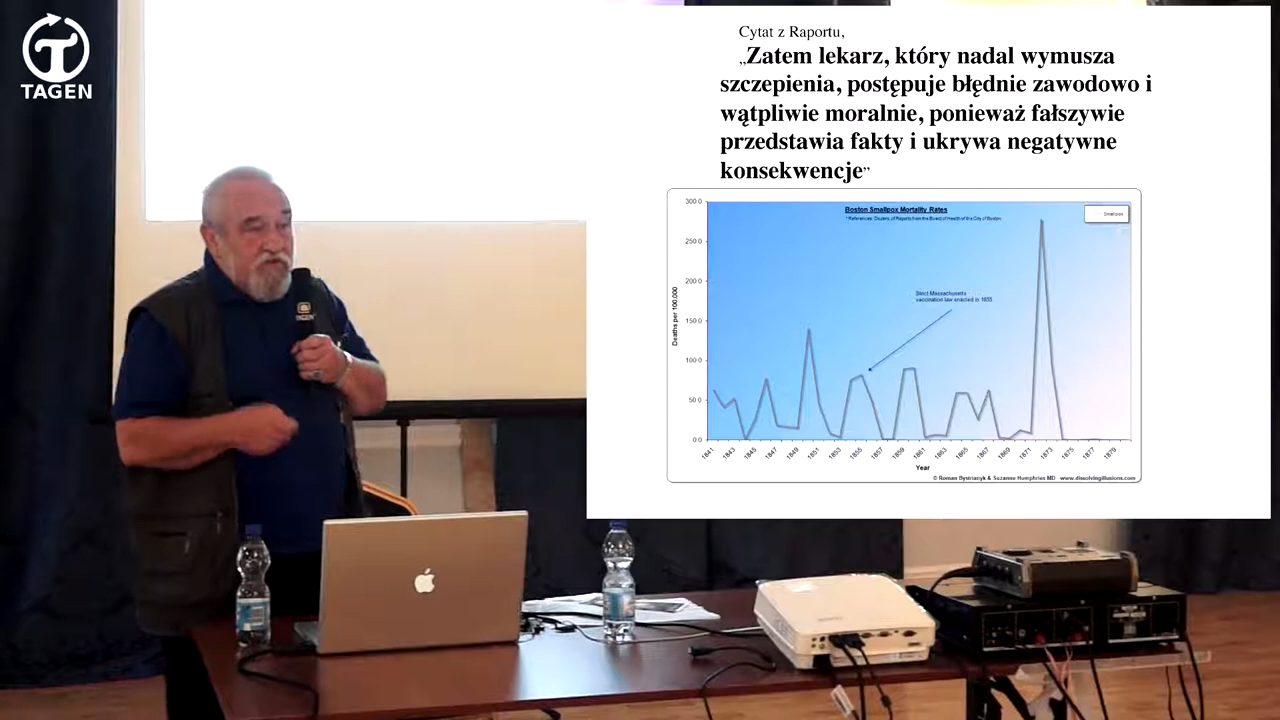 TAGEN
Cytat z Raportu,
„Zatem lekarz, który nadal wymusza
szczepienia, postępuje błędnie zawodowo i
wątpliwie moralnie, ponieważ fałszywie
przedstawia fakty i ukrywa negatywne
konsekwencje”
Boston Smallpox Mortality Rates
Smallpox
Strict Massachusetts
vaccination law enacted in 1855
Deaths per 100,000
300.0
250.0
200.0
150.0
100.0
50.0
0.0
1841
1843
1845
1847
1849
1851
1853
1855
1857
1859
1861
1863
1865
1867
1869
1871
1873
1875
1877
1879
Year
© Roman Bystrianyk & Suzanne Humphries MD www.dissolvingillusions.com
TAGEN